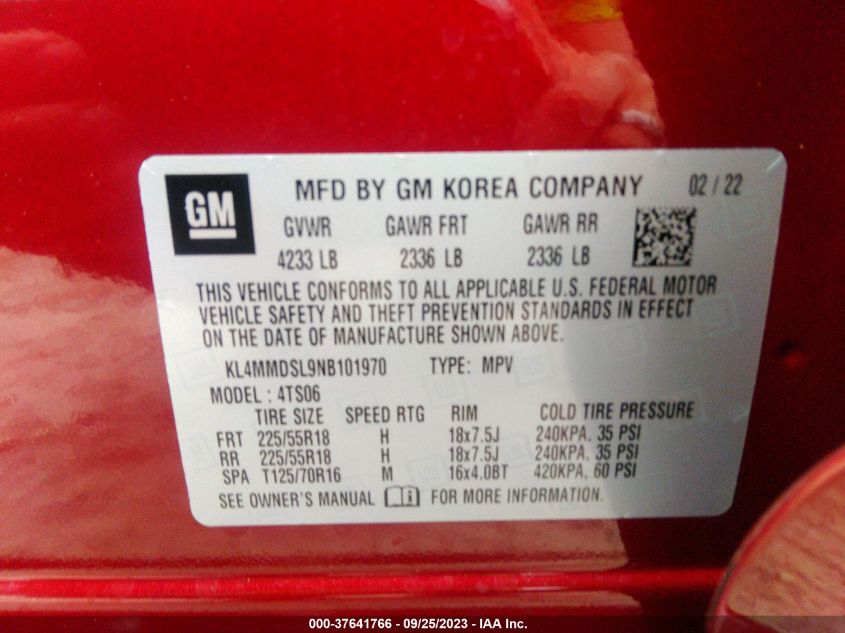 GM
MFD BY GM KOREA COMPANY 02 / 22
GVWR GAWR FRT GAWR RR
4233 LB 2336 LB 2336 LB
THIS VEHICLE CONFORMS TO ALL APPLICABLE U.S. FEDERAL MOTOR
VEHICLE SAFETY AND THEFT PREVENTION STANDARDS IN EFFECT
ON THE DATE OF MANUFACTURE SHOWN ABOVE.
KL4MMDSL9NB101970 TYPE: MPV
MODEL : 4TS06
TIRE SIZE SPEED RTG RIM COLD TIRE PRESSURE
FRT 225/55R18 H 18x7.5J 240KPA, 35 PSI
RR 225/55R18 H 18x7.5J 240KPA, 35 PSI
SPA T125/70R16 M 16x4.0BT 420KPA, 60 PSI
SEE OWNER'S MANUAL i FOR MORE INFORMATION.
000-37641766 - 09/25/2023 - IAA Inc.